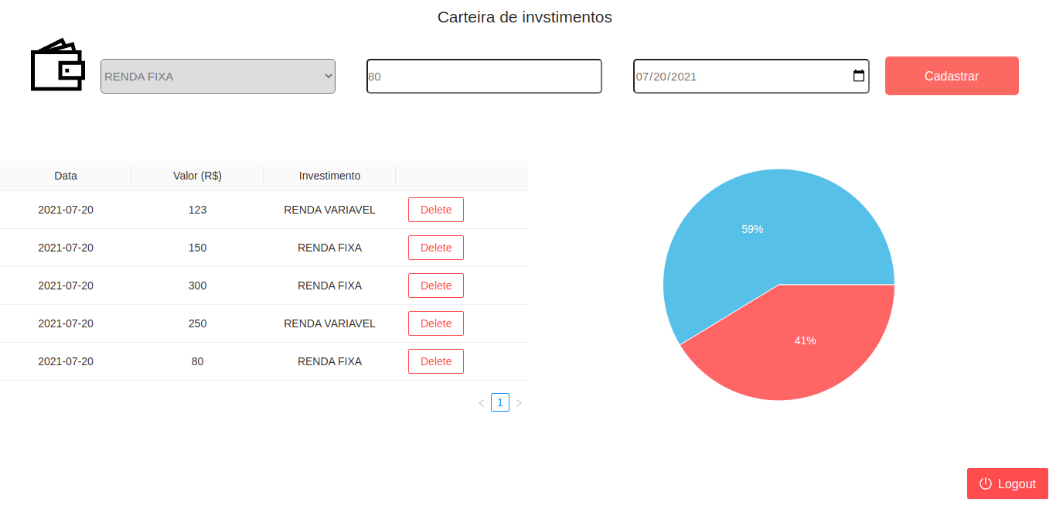 Carteira de invstimentos
RENDA FIXA
80
07/20/2021
Cadastrar
Data Valor (R$) Investimento
2021-07-20 123 RENDA VARIAVEL Delete
2021-07-20 150 RENDA FIXA Delete
2021-07-20 300 RENDA FIXA Delete
2021-07-20 250 RENDA VARIAVEL Delete
2021-07-20 80 RENDA FIXA Delete
1
59%
41%
Logout